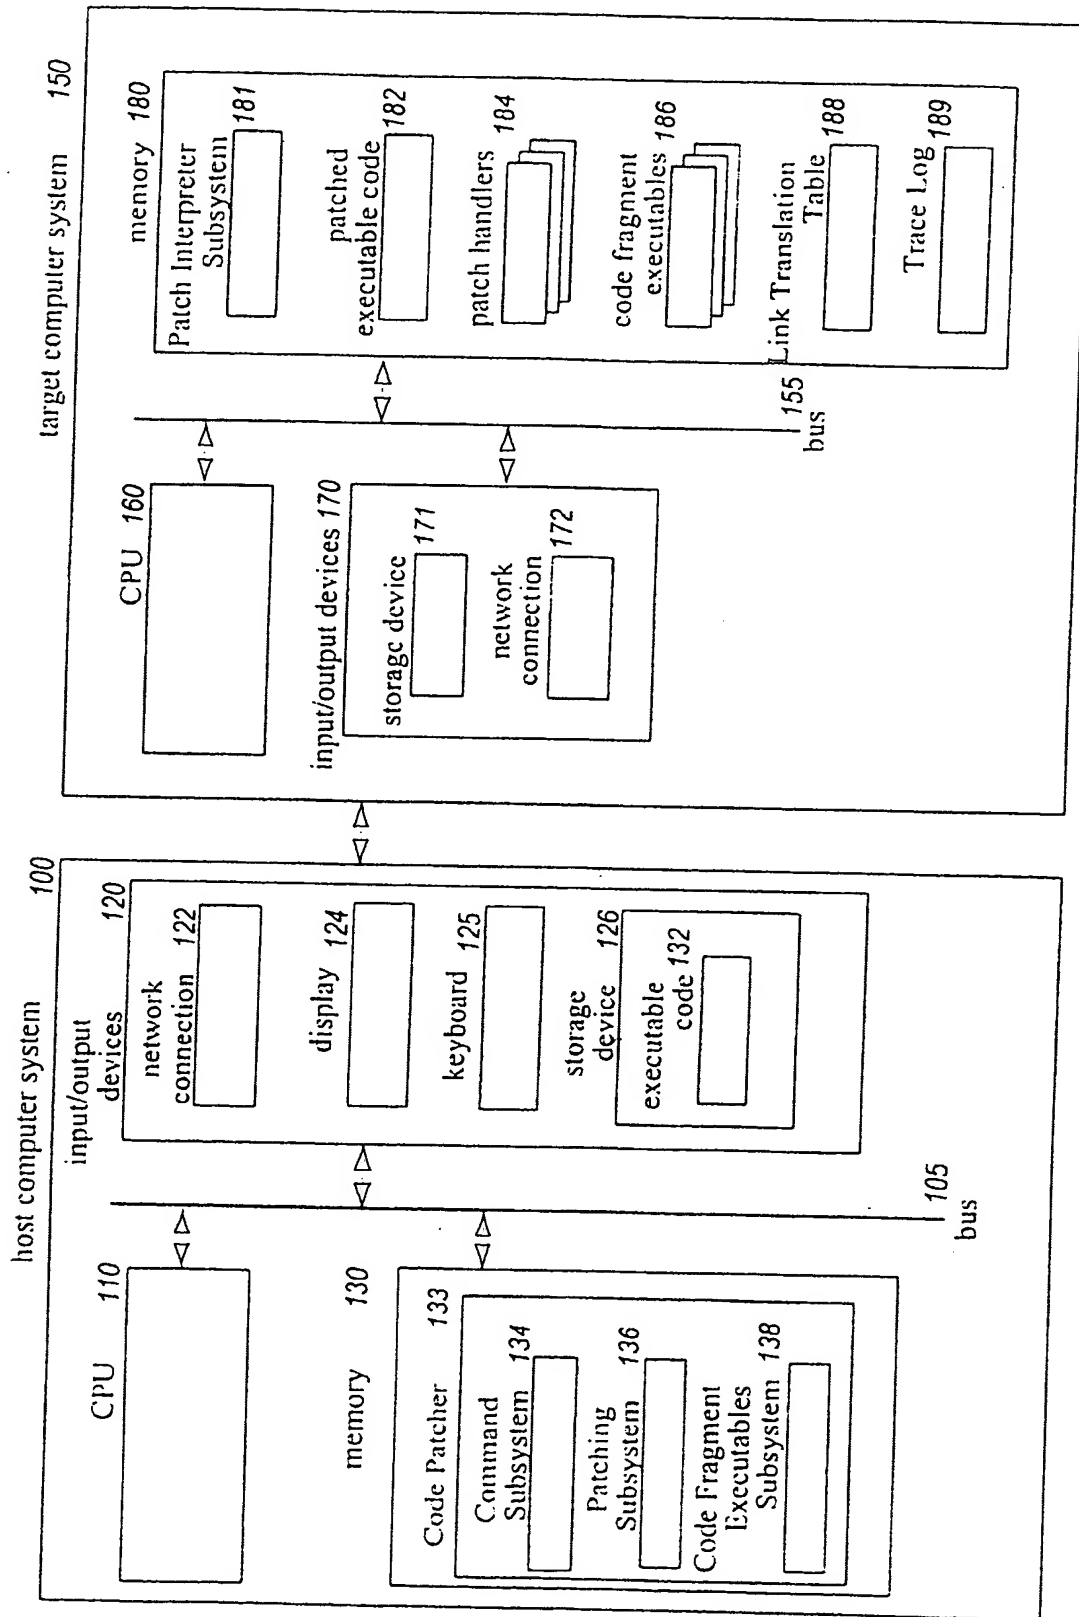 host computer system 100
CPU 110
memory 130
Code Patcher 133
Command
Subsystem 134
Patching
Subsystem 136
Code Fragment
Executables
Subsystem 138
105
bus
input/output
devices 120
network
connection 122
display 124
keyboard 125
storage
device 126
executable
code 132
target computer system 150
CPU 160
input/output devices 170
storage device 171
network
connection 172
155
bus
memory 180
Patch Interpreter
Subsystem 181
patched
executable code 182
patch handlers 184
code fragment
executables 186
Link Translation
Table 188
Trace Log 189